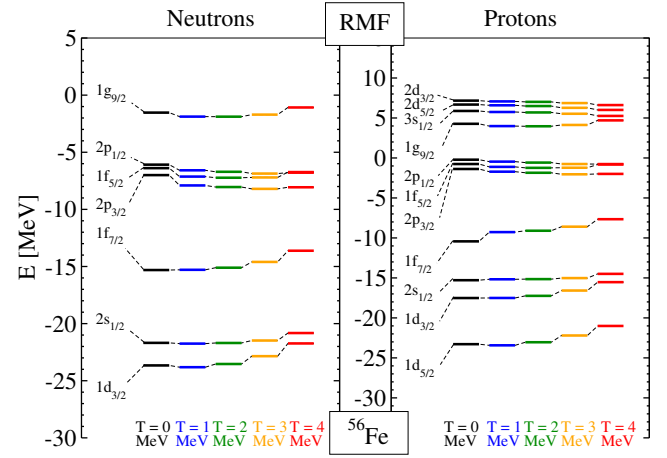 Neutrons
RMF
Protons
E [MeV]
5
0
-5
-10
-15
-20
-25
-30
1g9/2
2p1/2
1f5/2
2p3/2
1f7/2
2s1/2
1d3/2
T = 0 T = 1 T = 2 T = 3 T = 4
MeV MeV MeV MeV MeV
56Fe
10
5
0
-5
-10
-15
-20
-25
-30
2d3/2
2d5/2
3s1/2
1g9/2
2p1/2
1f5/2
2p3/2
1f7/2
2s1/2
1d3/2
1d5/2
T = 0 T = 1 T = 2 T = 3 T = 4
MeV MeV MeV MeV MeV